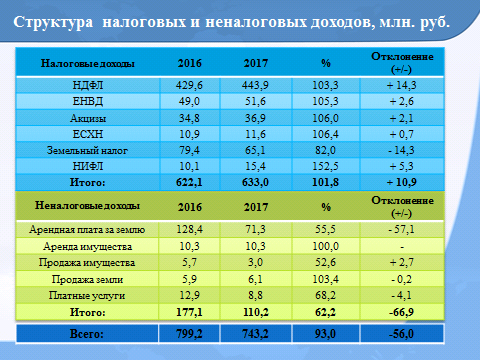 Структура налоговых и неналоговых доходов, млн. руб.
Налоговые доходы 2016 2017 % Отклонение (+/-)
НДФЛ 429,6 443,9 103,3 + 14,3
ЕНВД 49,0 51,6 105,3 + 2,6
Акцизы 34,8 36,9 106,0 + 2,1
ЕСХН 10,9 11,6 106,4 + 0,7
Земельный налог 79,4 65,1 82,0 - 14,3
НИФЛ 10,1 15,4 152,5 + 5,3
Итого: 622,1 633,0 101,8 + 10,9
Неналоговые доходы 2016 2017 % Отклонение (+/-)
Арендная плата за землю 128,4 71,3 55,5 - 57,1
Аренда имущества 10,3 10,3 100,0 -
Продажа имущества 5,7 3,0 52,6 + 2,7
Продажа земли 5,9 6,1 103,4 - 0,2
Платные услуги 12,9 8,8 68,2 - 4,1
Итого: 177,1 110,2 62,2 -66,9
Всего: 799,2 743,2 93,0 -56,0